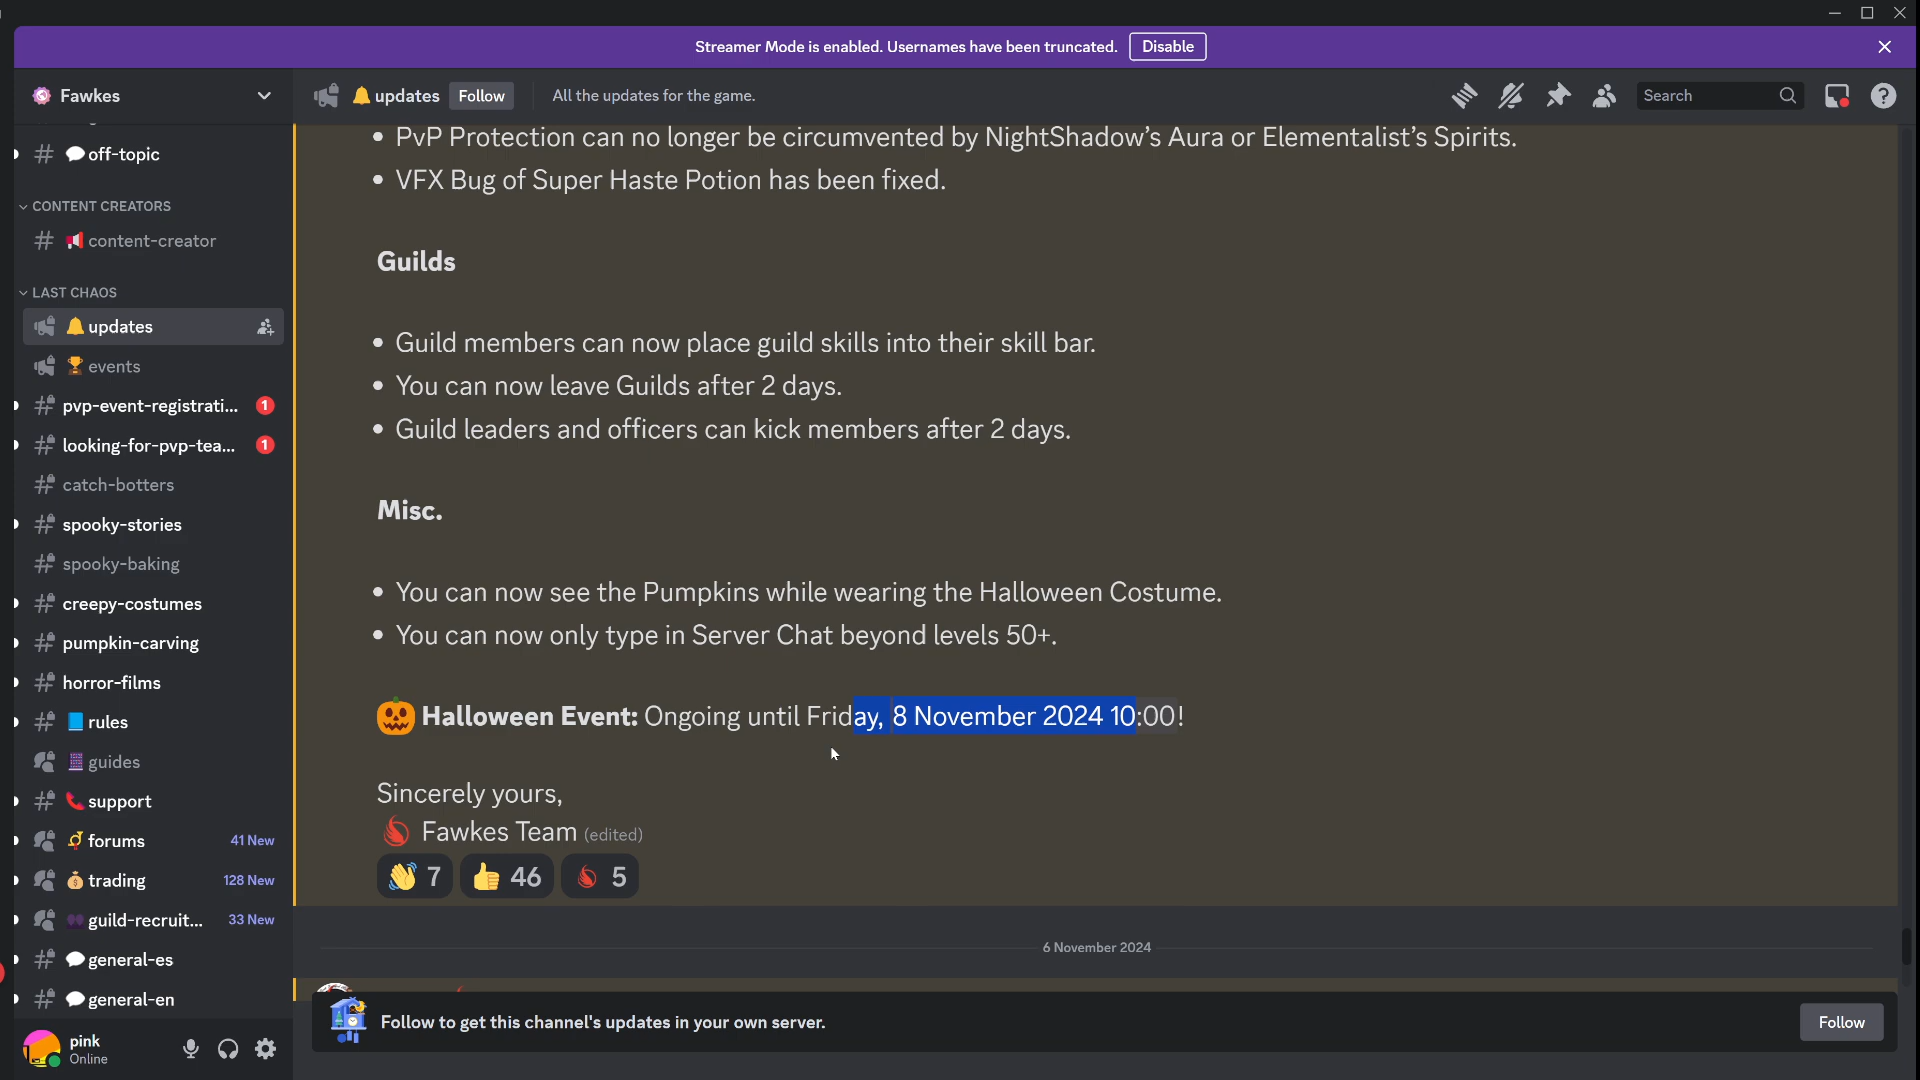 Streamer Mode is enabled. Usernames have been truncated. Disable
Fawkes
🔔 updates Follow All the updates for the game. Search
# 💬 off-topic
CONTENT CREATORS
# 📢 content-creator
LAST CHAOS
🔔 updates
🏆 events
# pvp-event-registrati... 1
# looking-for-pvp-tea... 1
# catch-botters
# spooky-stories
# spooky-baking
# creepy-costumes
# pumpkin-carving
# horror-films
# 📘 rules
guides
# 📞 support
forums 41 New
💰 trading 128 New
guild-recruit... 33 New
# 💬 general-es
# 💬 general-en
pink
Online
• PvP Protection can no longer be circumvented by NightShadow's Aura or Elementalist's Spirits.
• VFX Bug of Super Haste Potion has been fixed.
Guilds
• Guild members can now place guild skills into their skill bar.
• You can now leave Guilds after 2 days.
• Guild leaders and officers can kick members after 2 days.
Misc.
• You can now see the Pumpkins while wearing the Halloween Costume.
• You can now only type in Server Chat beyond levels 50+.
🎃 Halloween Event: Ongoing until Friday, 8 November 2024 10:00!
Sincerely yours,
Fawkes Team (edited)
👋 7 👍 46 5
6 November 2024
Follow to get this channel's updates in your own server. Follow